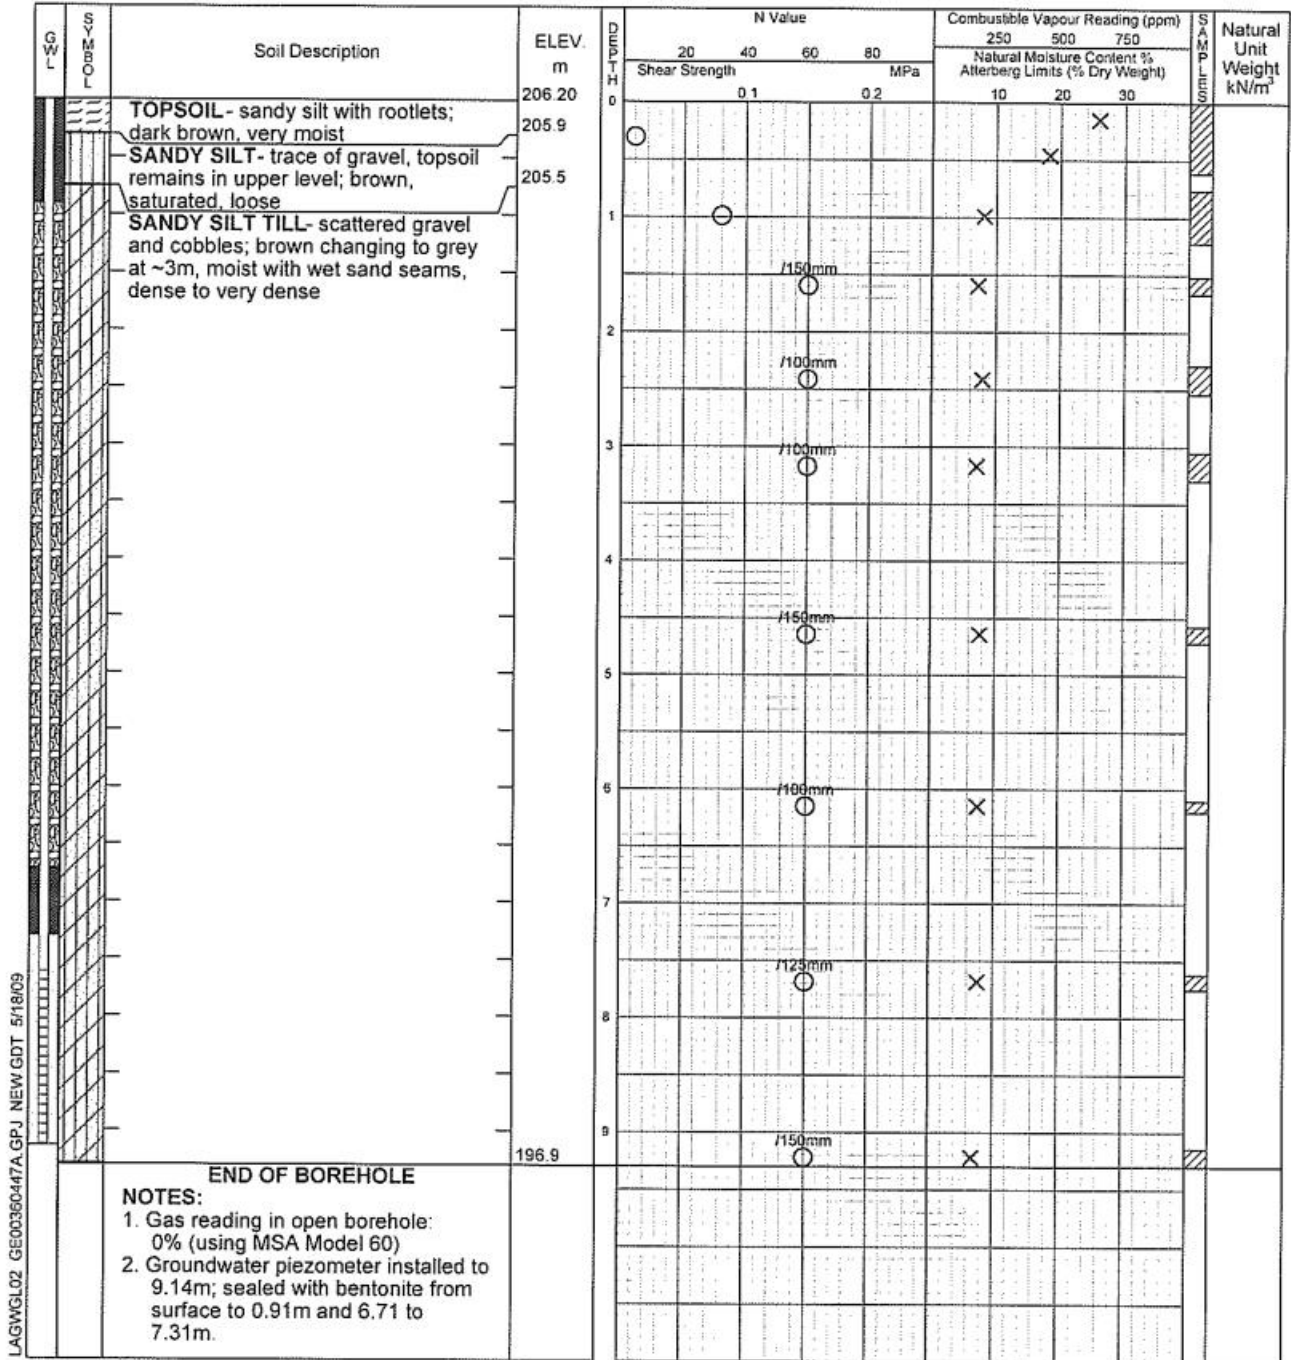 GWL
SYMBOL
Soil Description
ELEV.
m
DEPTH
N Value
20 40 60 80
Shear Strength MPa
0.1 0.2
Combustible Vapour Reading (ppm)
250 500 750
Natural Moisture Content %
Atterberg Limits (% Dry Weight)
10 20 30
SAMPLES
Natural
Unit
Weight
kN/m³
206.20
0
TOPSOIL- sandy silt with rootlets;
dark brown, very moist
205.9
SANDY SILT- trace of gravel, topsoil
remains in upper level; brown,
saturated, loose
205.5
SANDY SILT TILL- scattered gravel
and cobbles; brown changing to grey
at ~3m, moist with wet sand seams,
dense to very dense
1
/150mm
2
/100mm
3
/100mm
4
/150mm
5
6
/100mm
7
/125mm
8
9
/150mm
196.9
END OF BOREHOLE
NOTES:
1. Gas reading in open borehole:
0% (using MSA Model 60)
2. Groundwater piezometer installed to
9.14m; sealed with bentonite from
surface to 0.91m and 6.71 to
7.31m.
LAGWGL02 GE00360447A.GPJ NEW.GDT 5/18/09